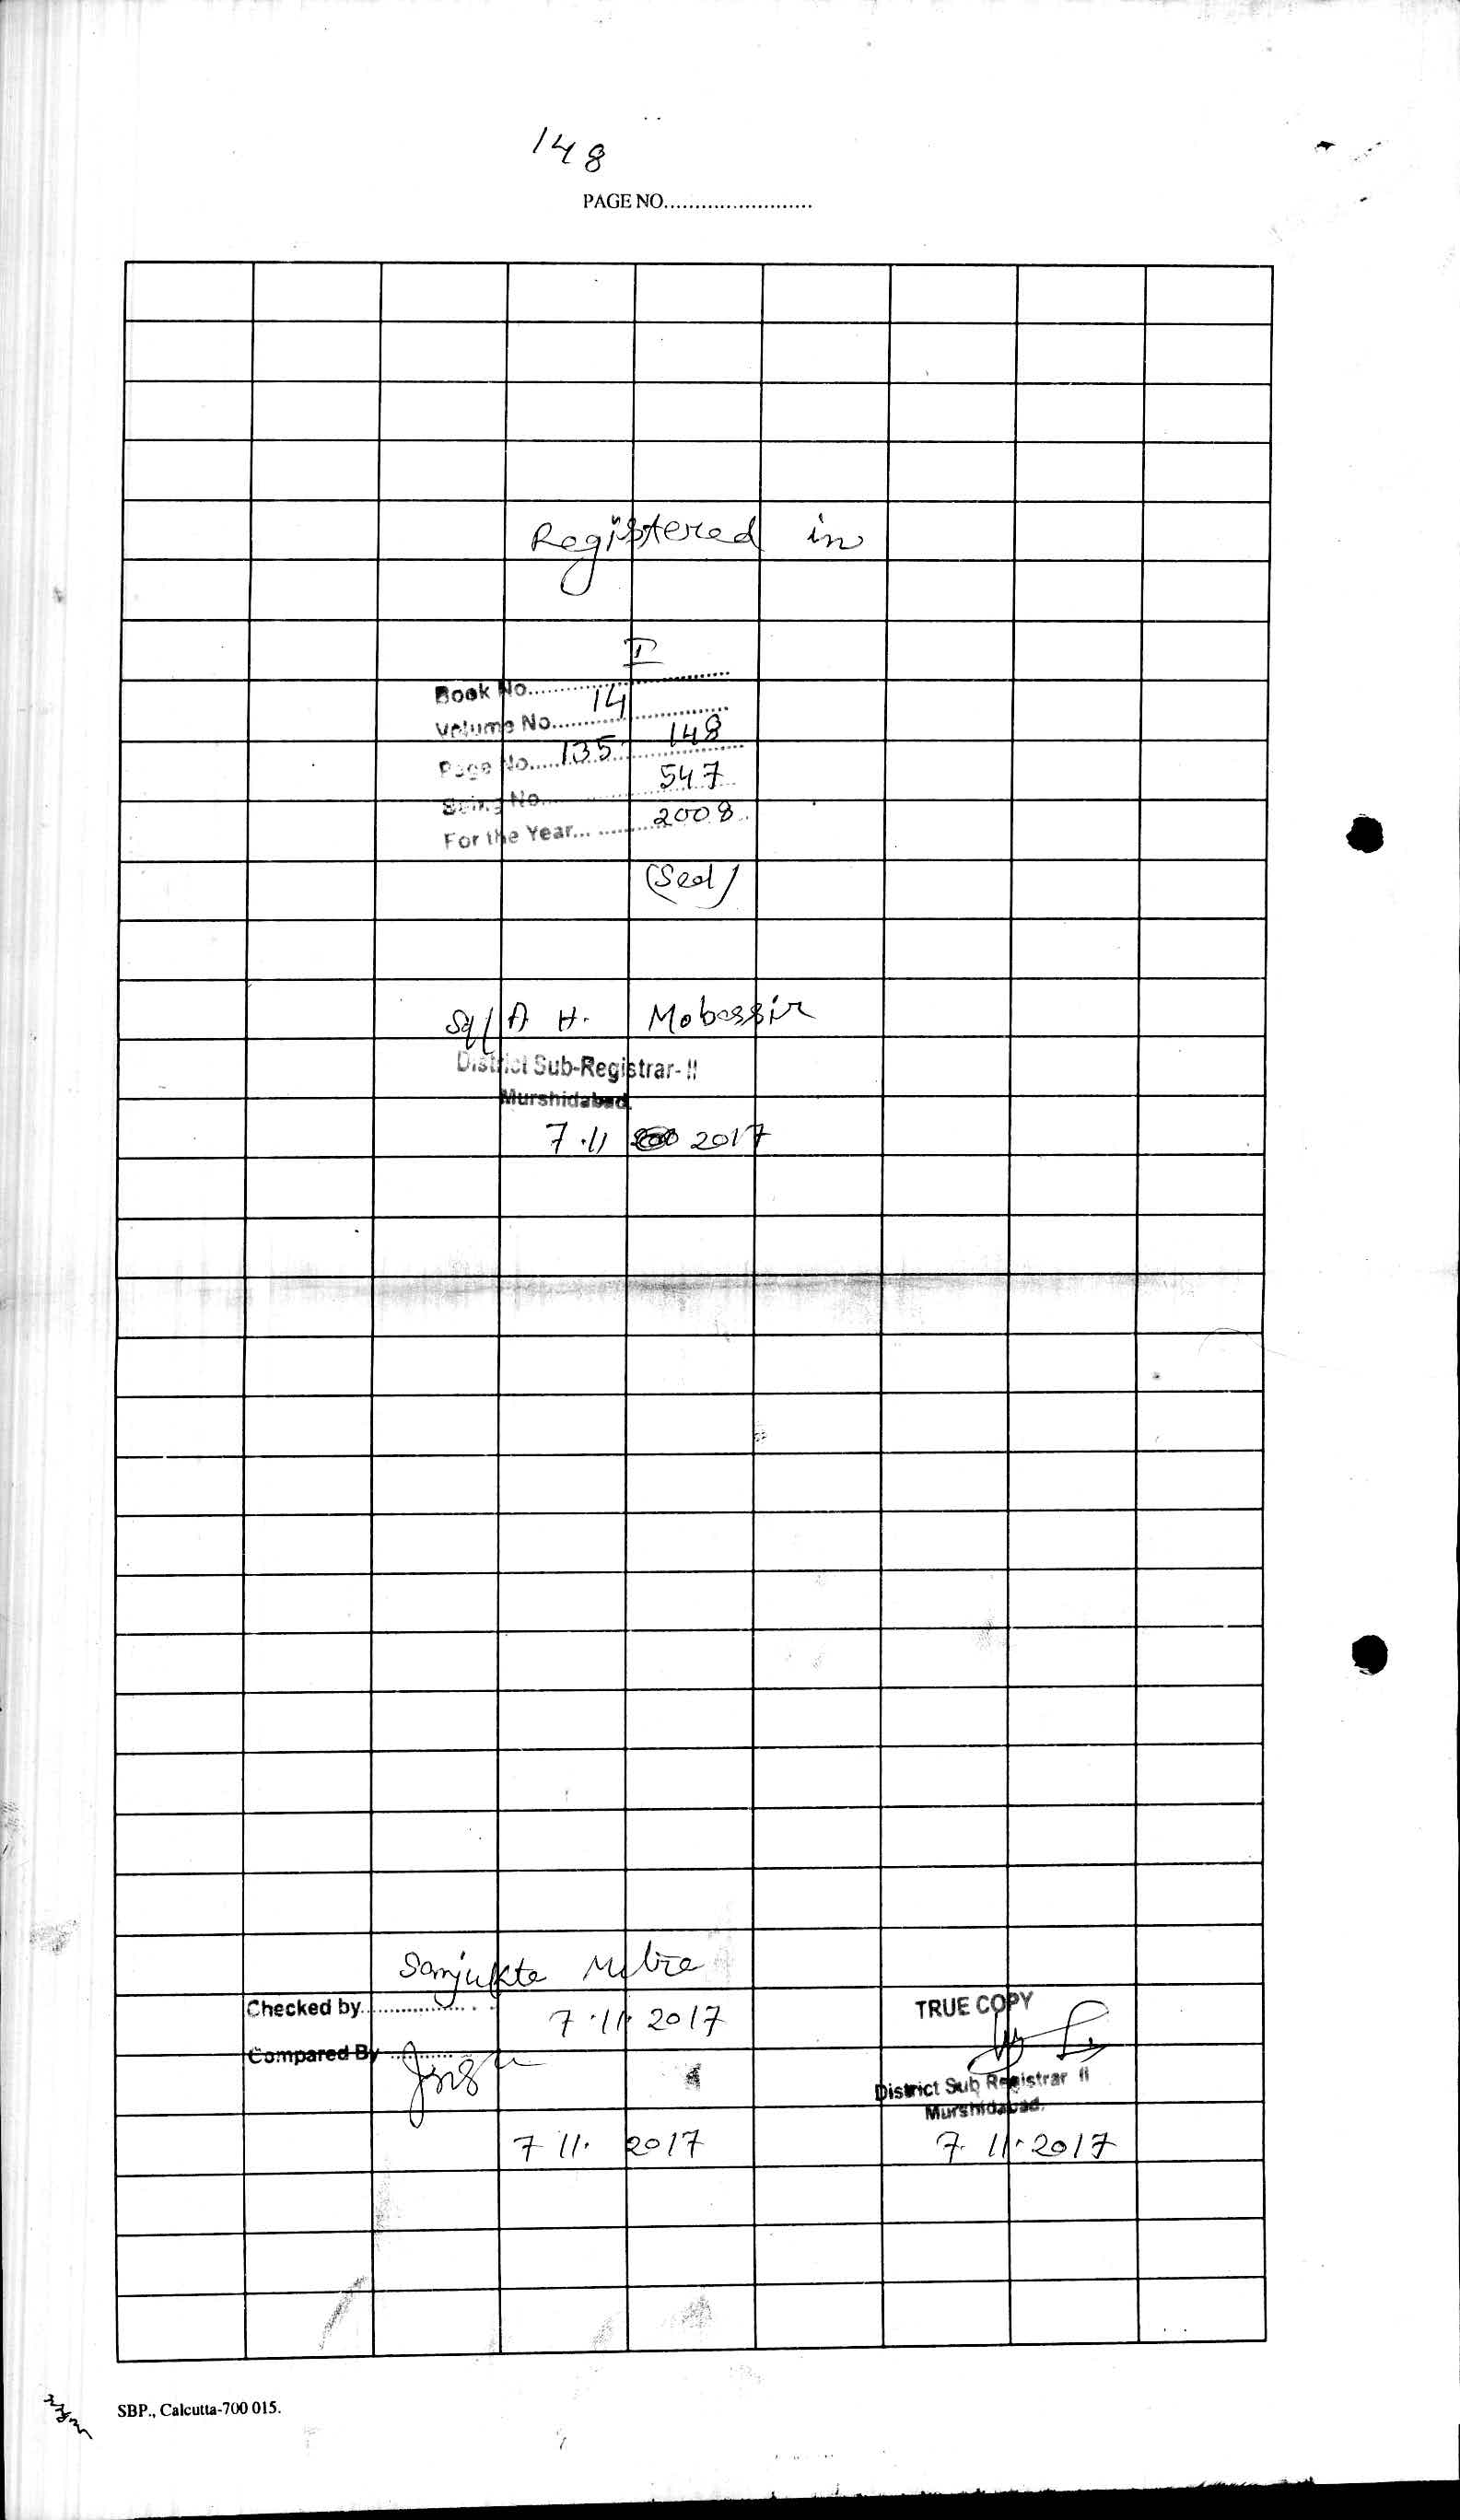 148
PAGE NO........................
Registered in
I
Book No................................
14
Volume No................................
135 148
Page No................................
547
Being No................................
For the Year... ............2008..
(Seal)
Sd/ A H. Mobassir
District Sub-Registrar-II
Murshidabad.
7.11 2017
Sanjukta Mitra
Checked by.................. . .
7.11.2017
TRUE COPY
Compared By ............
District Sub Registrar II
Murshidabad.
7 11. 2017
7. 11.2017
SBP., Calcutta-700 015.